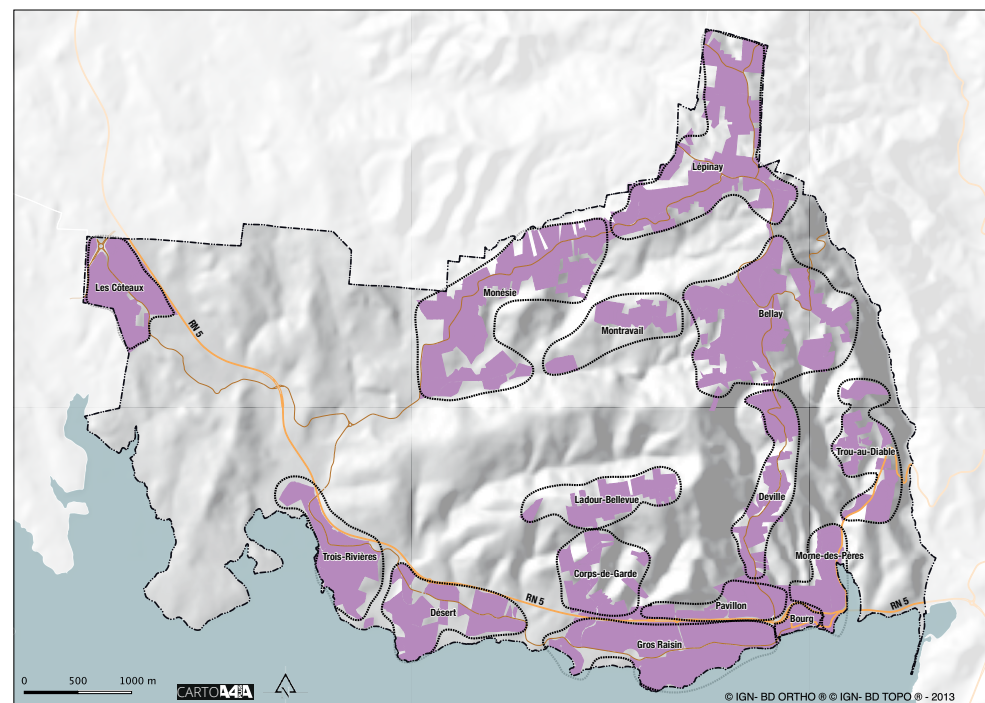 Lépinay
Les Côteaux
Monésie
RN 5
Bellay
Montravail
Trou-au-Diable
Ladour-Bellevue
Deville
Trois-Rivières
Morne-des-Pères
Corps-de-Garde
RN 5
Pavillon
RN 5
Désert
Bourg
Gros Raisin
0 500 1000 m
CARTO A4 PAR A
© IGN- BD ORTHO ® © IGN- BD TOPO ® - 2013